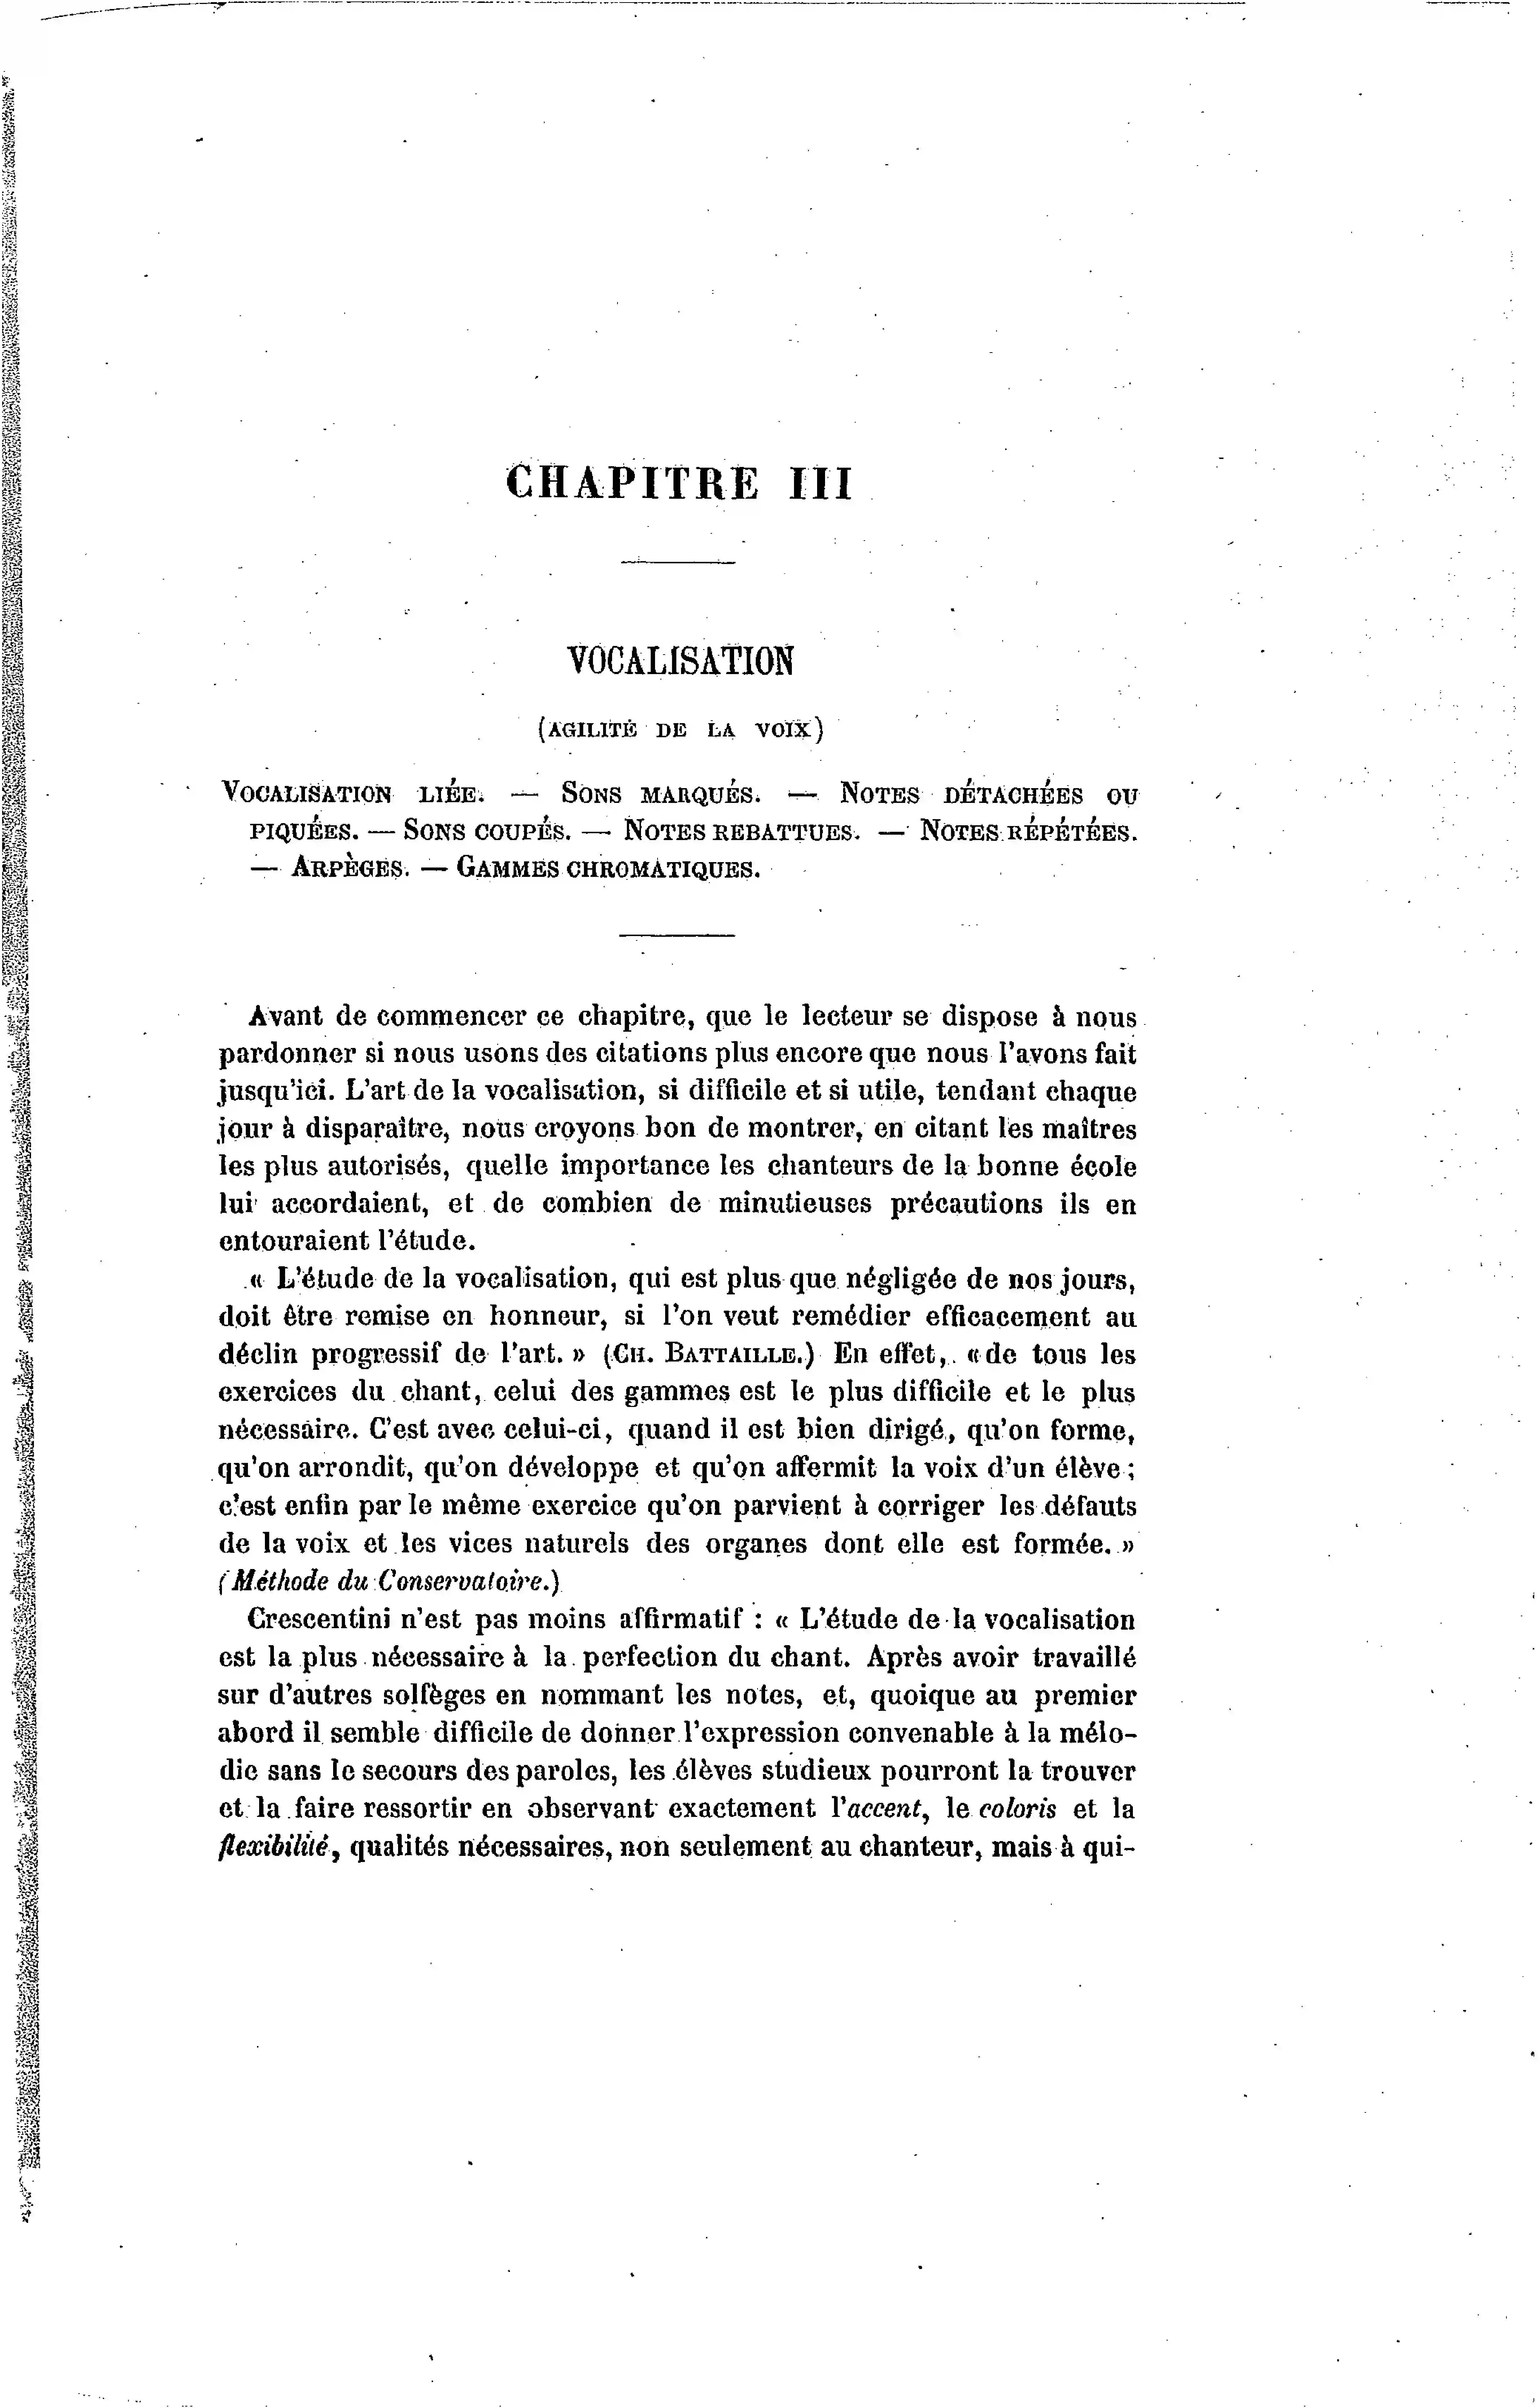 CHAPITRE III
VOCALISATION
(AGILITÉ DE LA VOIX)
VOCALISATION LIÉE. — SONS MARQUÉS. — NOTES DÉTACHÉES OU
PIQUÉES. — SONS COUPÉS. — NOTES REBATTUES. — NOTES RÉPÉTÉES.
— ARPÈGES. — GAMMES CHROMATIQUES.
Avant de commencer ce chapitre, que le lecteur se dispose à nous
pardonner si nous usons des citations plus encore que nous l'avons fait
jusqu'ici. L'art de la vocalisation, si difficile et si utile, tendant chaque
jour à disparaître, nous croyons bon de montrer, en citant les maîtres
les plus autorisés, quelle importance les chanteurs de la bonne école
lui accordaient, et de combien de minutieuses précautions ils en
entouraient l'étude.
« L'étude de la vocalisation, qui est plus que négligée de nos jours,
doit être remise en honneur, si l'on veut remédier efficacement au
déclin progressif de l'art. » (CH. BATTAILLE.) En effet, « de tous les
exercices du chant, celui des gammes est le plus difficile et le plus
nécessaire. C'est avec celui-ci, quand il est bien dirigé, qu'on forme,
qu'on arrondit, qu'on développe et qu'on affermit la voix d'un élève ;
c'est enfin par le même exercice qu'on parvient à corriger les défauts
de la voix et les vices naturels des organes dont elle est formée. »
(Méthode du Conservatoire.)
Crescentini n'est pas moins affirmatif : « L'étude de la vocalisation
est la plus nécessaire à la perfection du chant. Après avoir travaillé
sur d'autres solfèges en nommant les notes, et, quoique au premier
abord il semble difficile de donner l'expression convenable à la mélo-
die sans le secours des paroles, les élèves studieux pourront la trouver
et la faire ressortir en observant exactement l'accent, le coloris et la
flexibilité, qualités nécessaires, non seulement au chanteur, mais à qui-